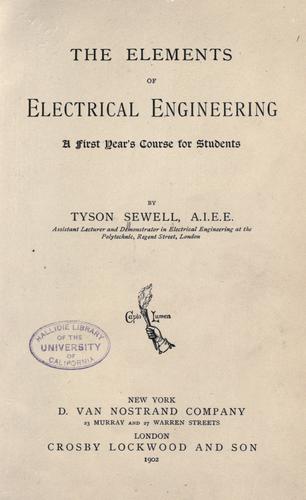 THE ELEMENTS
OF
ELECTRICAL ENGINEERING
A First Year's Course for Students
BY
TYSON SEWELL, A.I.E.E.
Assistant Lecturer and Demonstrator in Electrical Engineering at the
Polytechnic, Regent Street, London
Capio Lumen
HALLIDIE LIBRARY
OF THE
UNIVERSITY
OF
CALIFORNIA
NEW YORK
D. VAN NOSTRAND COMPANY
23 MURRAY AND 27 WARREN STREETS
LONDON
CROSBY LOCKWOOD AND SON
1902